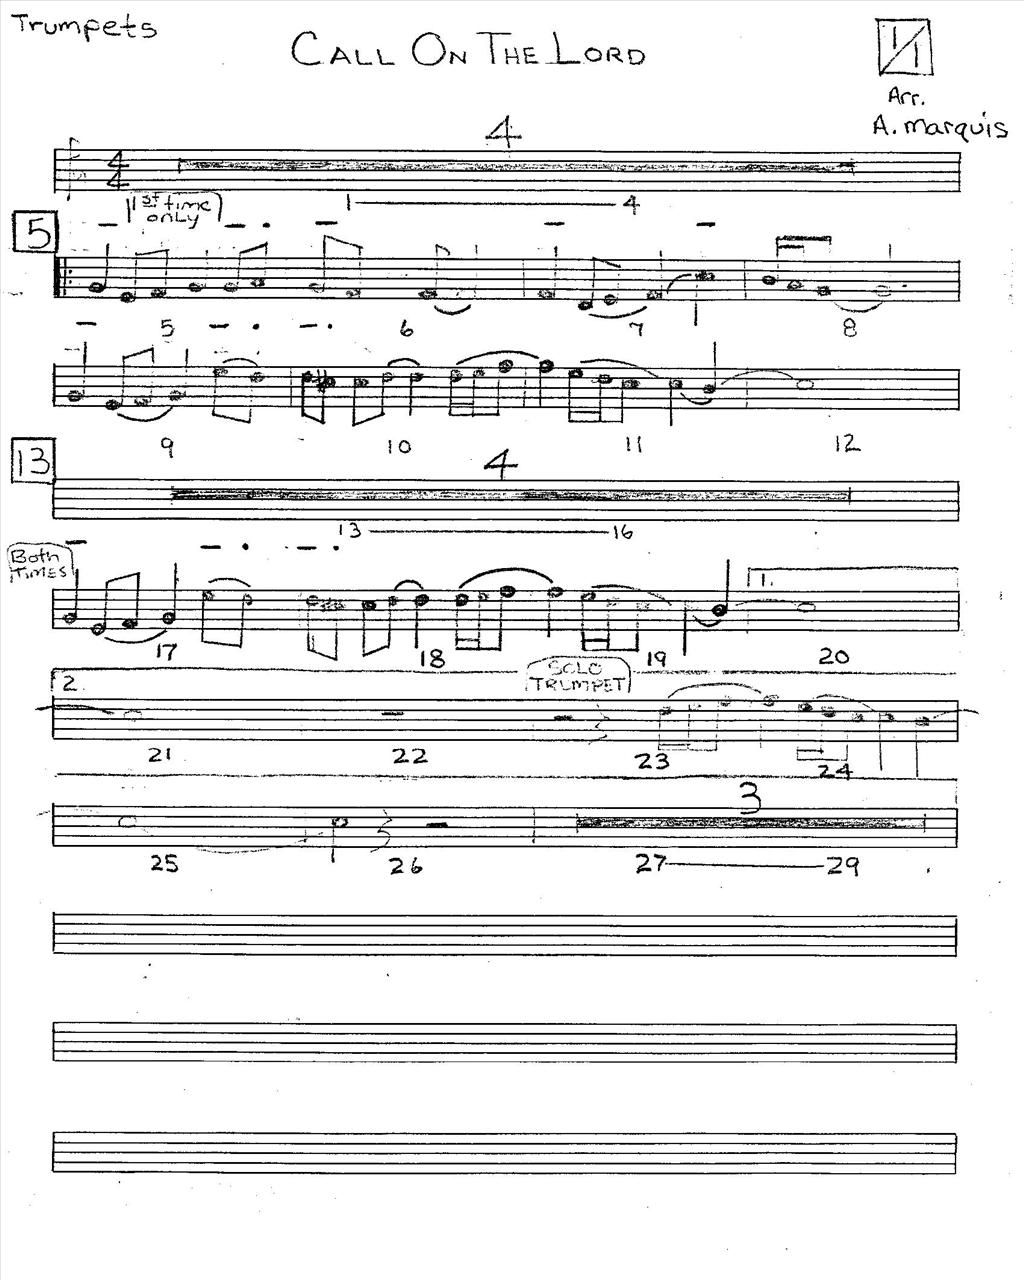 Trumpets
CALL ON THE LORD
1/1
Arr.
A. Marquis
4
4
4
1 4
1st time
only
5
5 6 7 8
9 10 11 12
13
4
13 16
Both
Times
1.
17 18 19 20
2.
SOLO
TRUMPET
21 22 23 24
3
25 26 27 29